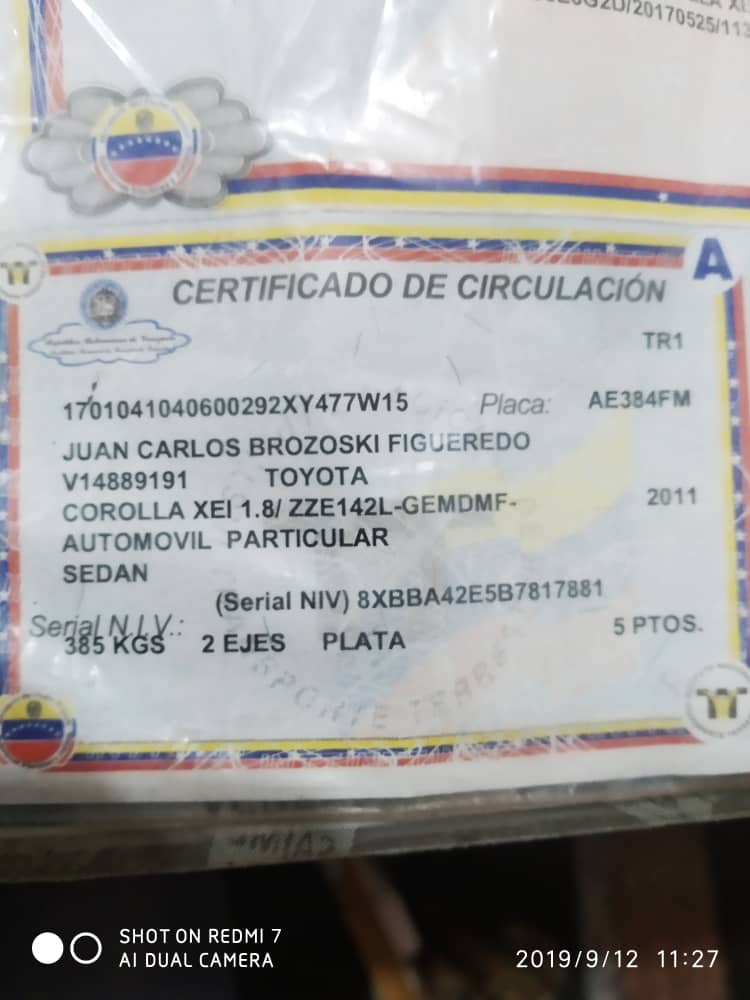 20170525/113
A
CERTIFICADO DE CIRCULACIÓN
TR1
1701041040600292XY477W15 Placa: AE384FM
JUAN CARLOS BROZOSKI FIGUEREDO
V14889191 TOYOTA
COROLLA XEI 1.8/ ZZE142L-GEMDMF- 2011
AUTOMOVIL PARTICULAR
SEDAN
(Serial NIV) 8XBBA42E5B7817881
Serial N.I.V.:
385 KGS 2 EJES PLATA 5 PTOS.
SHOT ON REDMI 7
AI DUAL CAMERA
2019/9/12 11:27